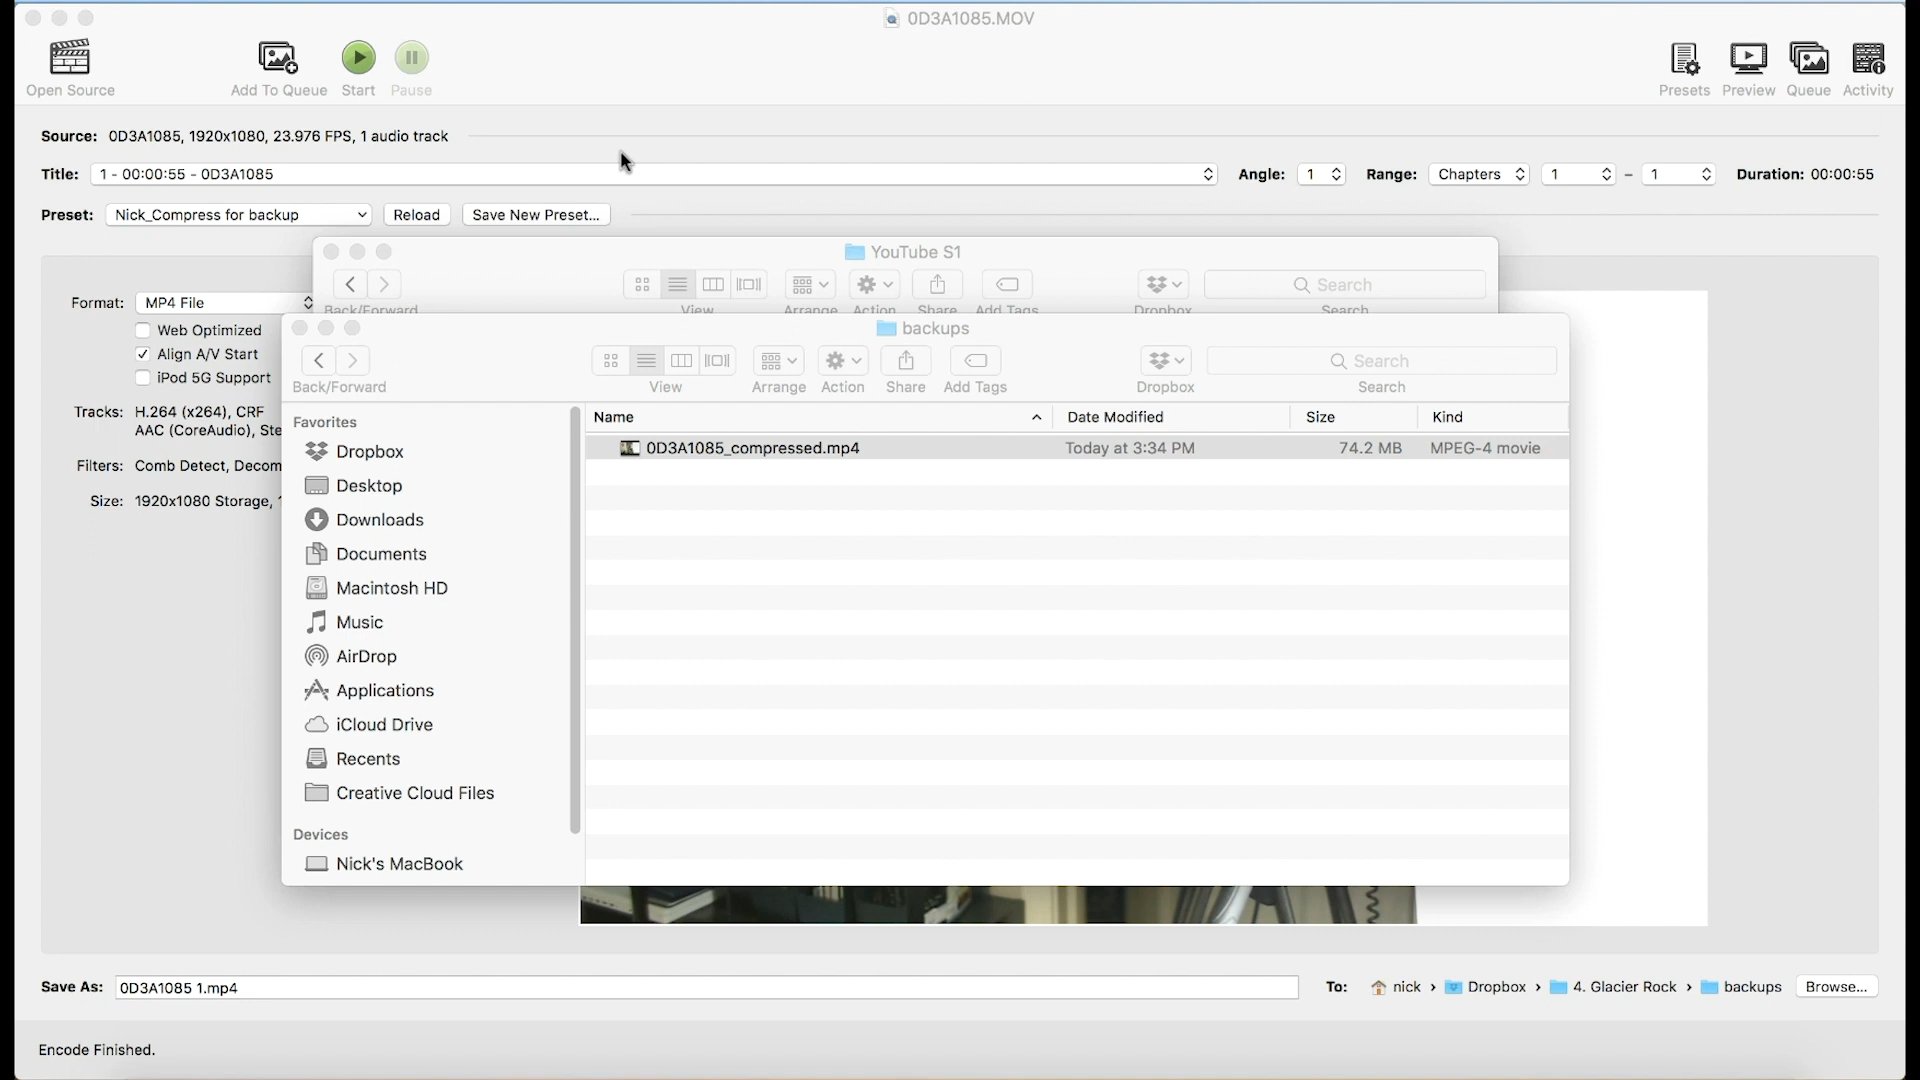 0D3A1085.MOV
Open Source
Add To Queue
Start
Pause
Presets
Preview
Queue
Activity
Source: 0D3A1085, 1920x1080, 23.976 FPS, 1 audio track
Title: 1 - 00:00:55 - 0D3A1085
Angle: 1
Range: Chapters 1 - 1
Duration: 00:00:55
Preset: Nick_Compress for backup
Reload
Save New Preset...
YouTube S1
Search
Back/Forward
View
Arrange
Action
Share
Add Tags
Dropbox
Search
Format: MP4 File
Web Optimized
Align A/V Start
iPod 5G Support
Tracks: H.264 (x264), CRF
AAC (CoreAudio), Ste
Filters: Comb Detect, Decom
Size: 1920x1080 Storage,
backups
Search
Back/Forward
View
Arrange
Action
Share
Add Tags
Dropbox
Search
Favorites
Dropbox
Desktop
Downloads
Documents
Macintosh HD
Music
AirDrop
Applications
iCloud Drive
Recents
Creative Cloud Files
Devices
Nick's MacBook
Name
Date Modified
Size
Kind
0D3A1085_compressed.mp4
Today at 3:34 PM
74.2 MB
MPEG-4 movie
Save As: 0D3A1085 1.mp4
To: nick › Dropbox › 4. Glacier Rock › backups
Browse...
Encode Finished.